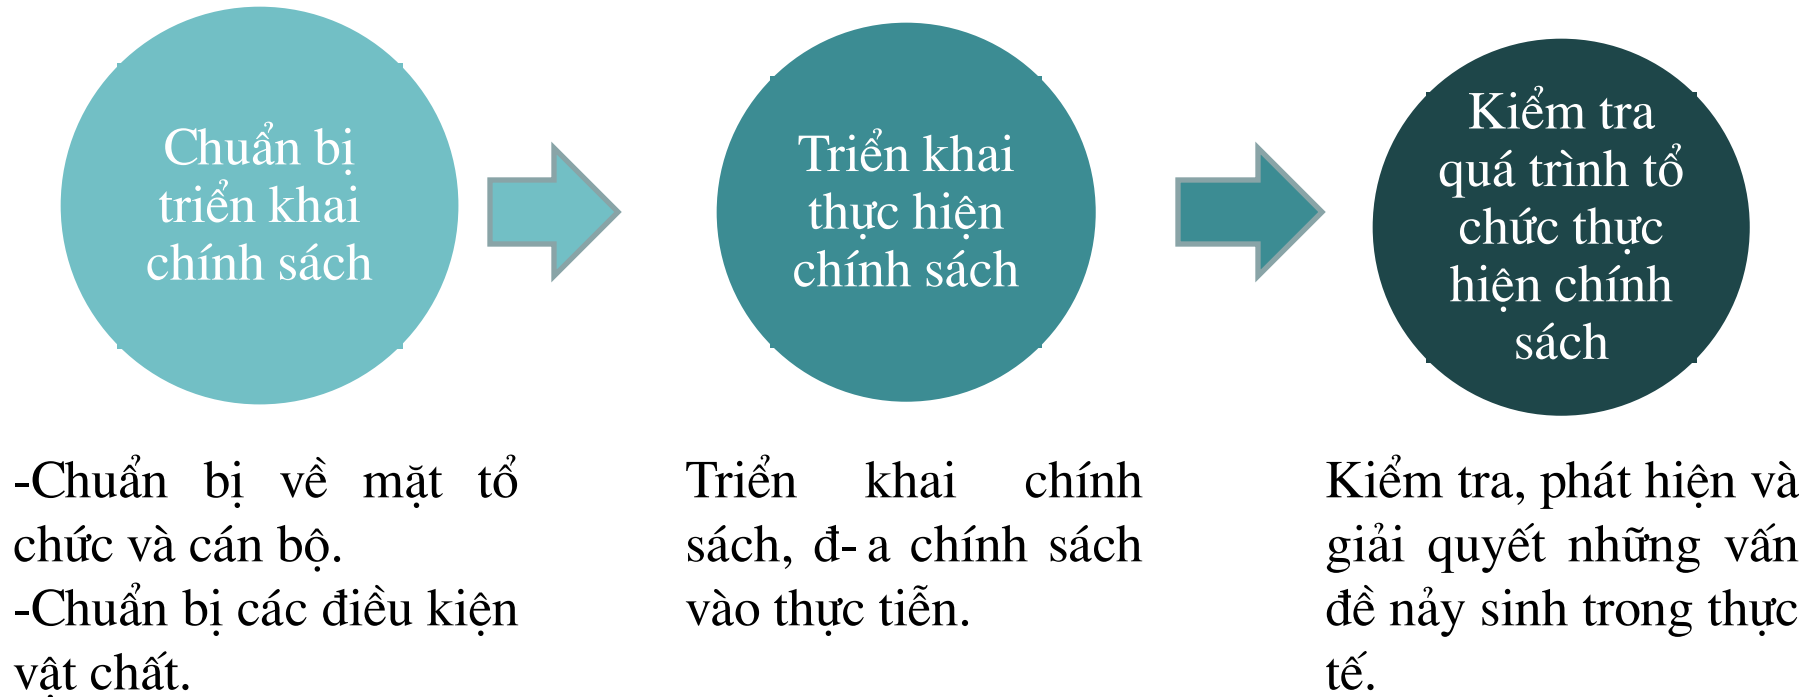 Chuẩn bị
triển khai
chính sách
Triển khai
thực hiện
chính sách
Kiểm tra
quá trình tổ
chức thực
hiện chính
sách
-Chuẩn bị về mặt tổ
chức và cán bộ.
-Chuẩn bị các điều kiện
vật chất.
Triển khai chính
sách, đ- a chính sách
vào thực tiễn.
Kiểm tra, phát hiện và
giải quyết những vấn
đề nảy sinh trong thực
tế.